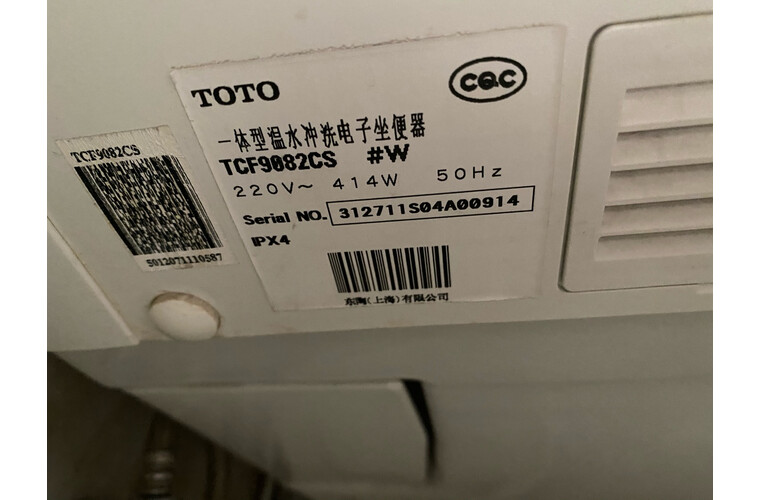 TOTO
CQC
一体型温水冲洗电子坐便器
TCF9082CS #W
220V～ 414W 50Hz
Serial NO. 312711S04A00914
IPX4
东陶(上海)有限公司
TCF9082CS
S012071110587